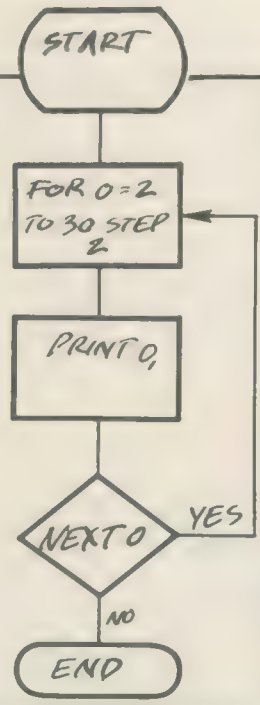 START
FOR O = 2
TO 30 STEP
2
PRINT O,
NEXT O
YES
NO
END